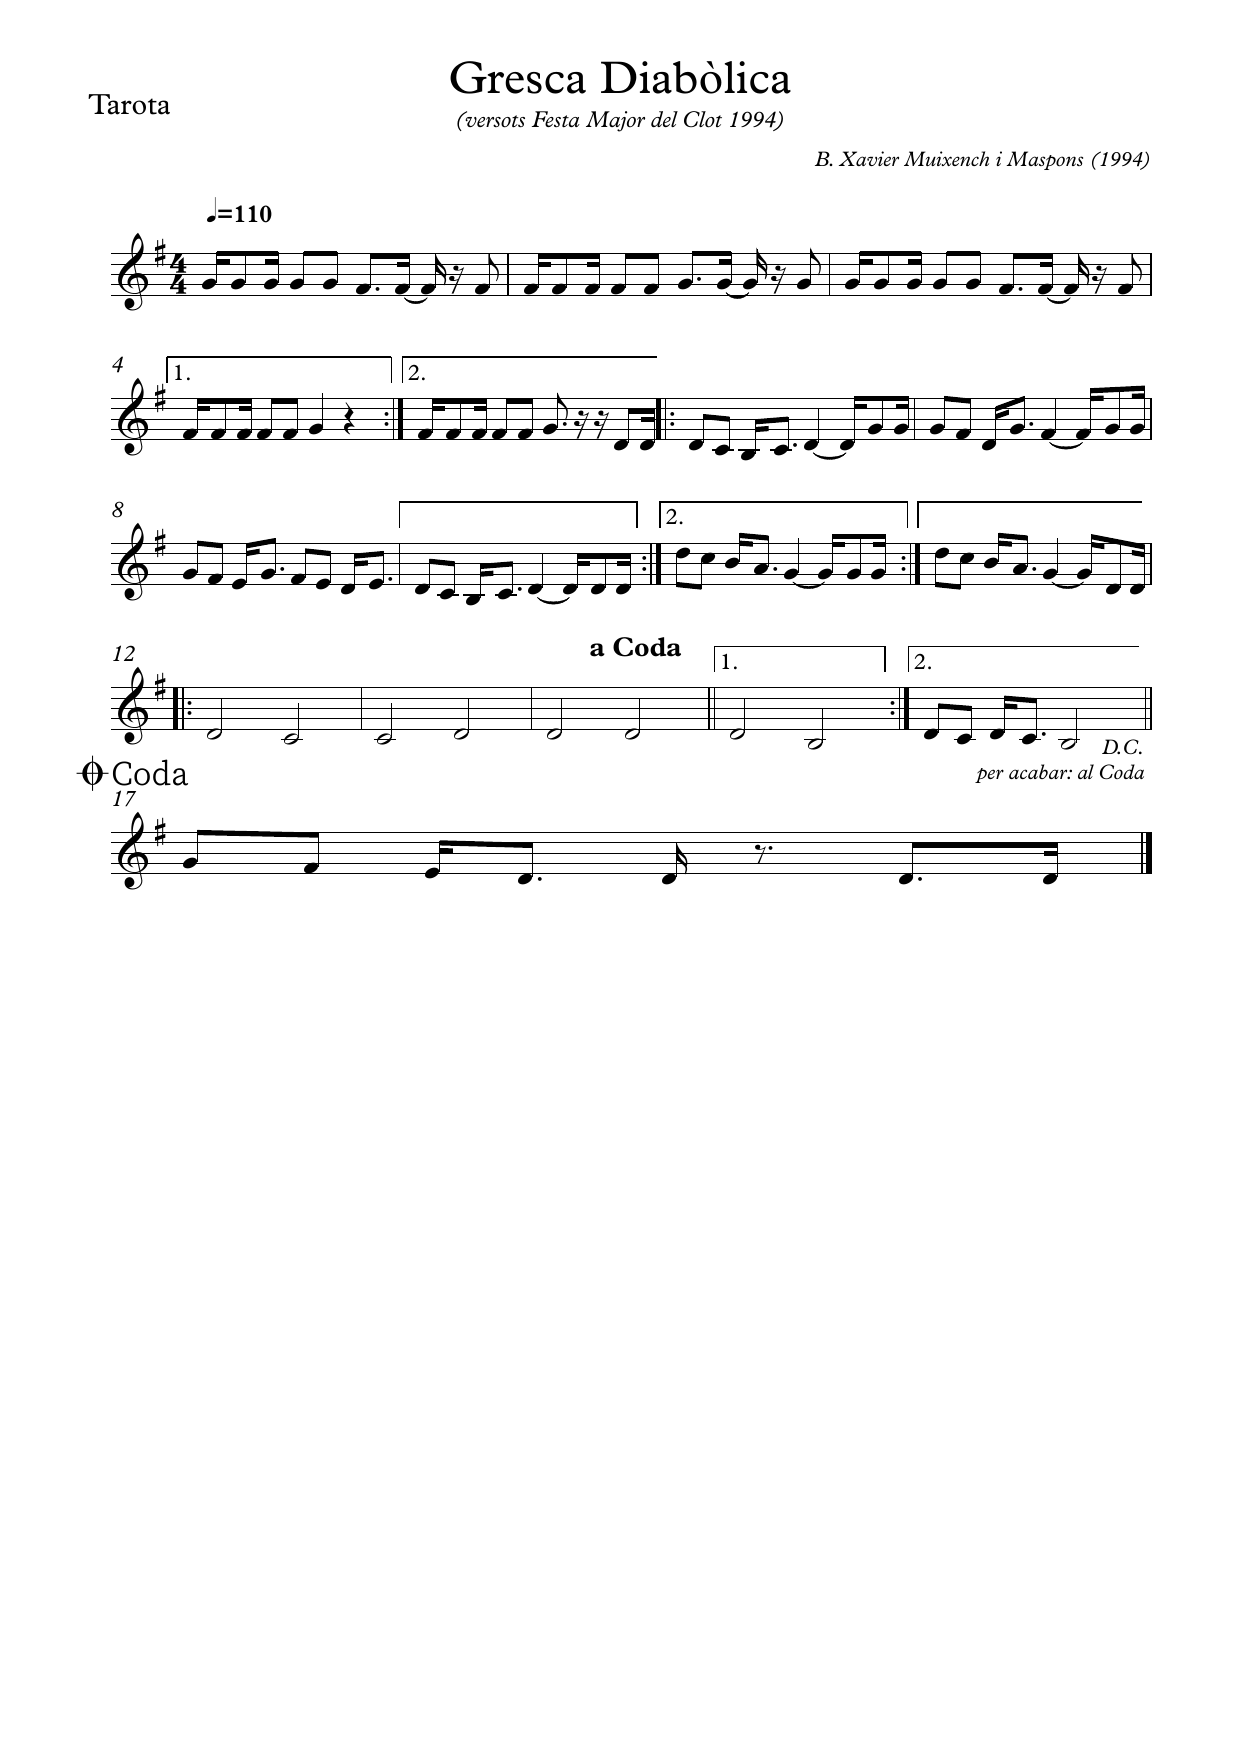 Gresca Diabòlica
Tarota
(versots Festa Major del Clot 1994)
B. Xavier Muixench i Maspons (1994)
=110
4
1.
2.
8
2.
12
a Coda
1.
2.
D.C.
Coda
per acabar: al Coda
17